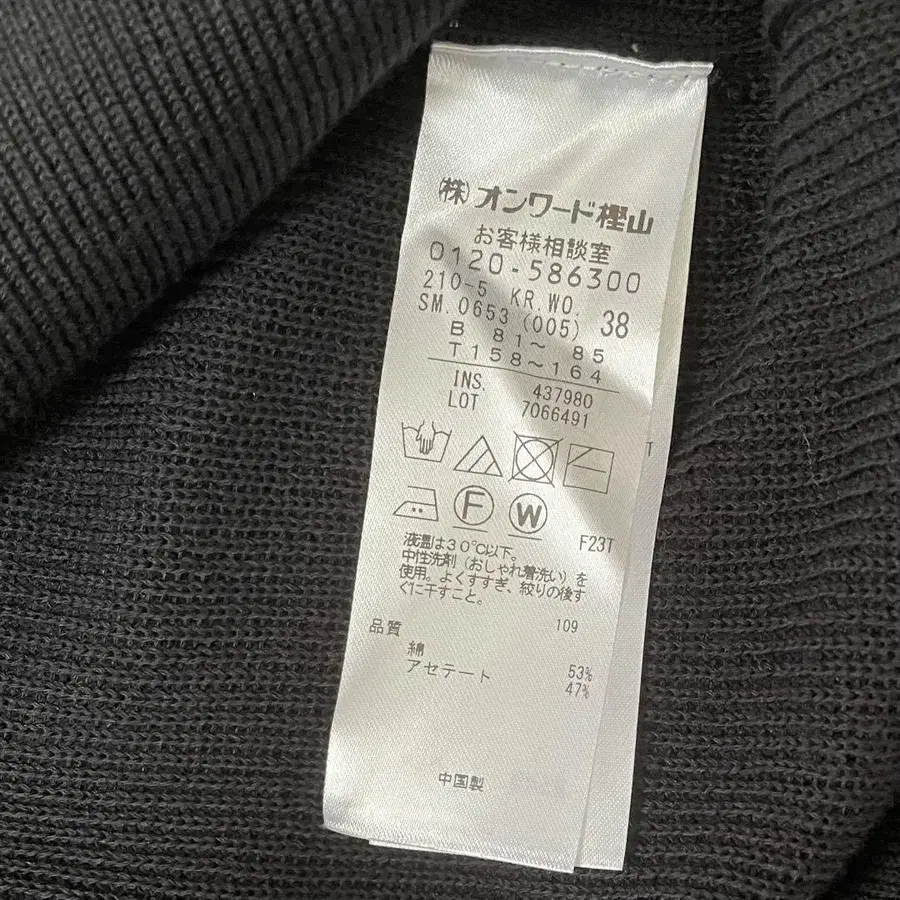 (株)オンワード樫山
お客様相談室
0120-586300
210-5 KR.WO.
SM.0653(005) 38
B 81~ 85
T158~164
INS. 437980
LOT 7066491
F W
F23T
液温は30℃以下。
中性洗剤(おしゃれ着洗い)を
使用。よくすすぎ、絞りの後す
ぐに干すこと。
109
品質
綿 53%
アセテート 47%
中国製